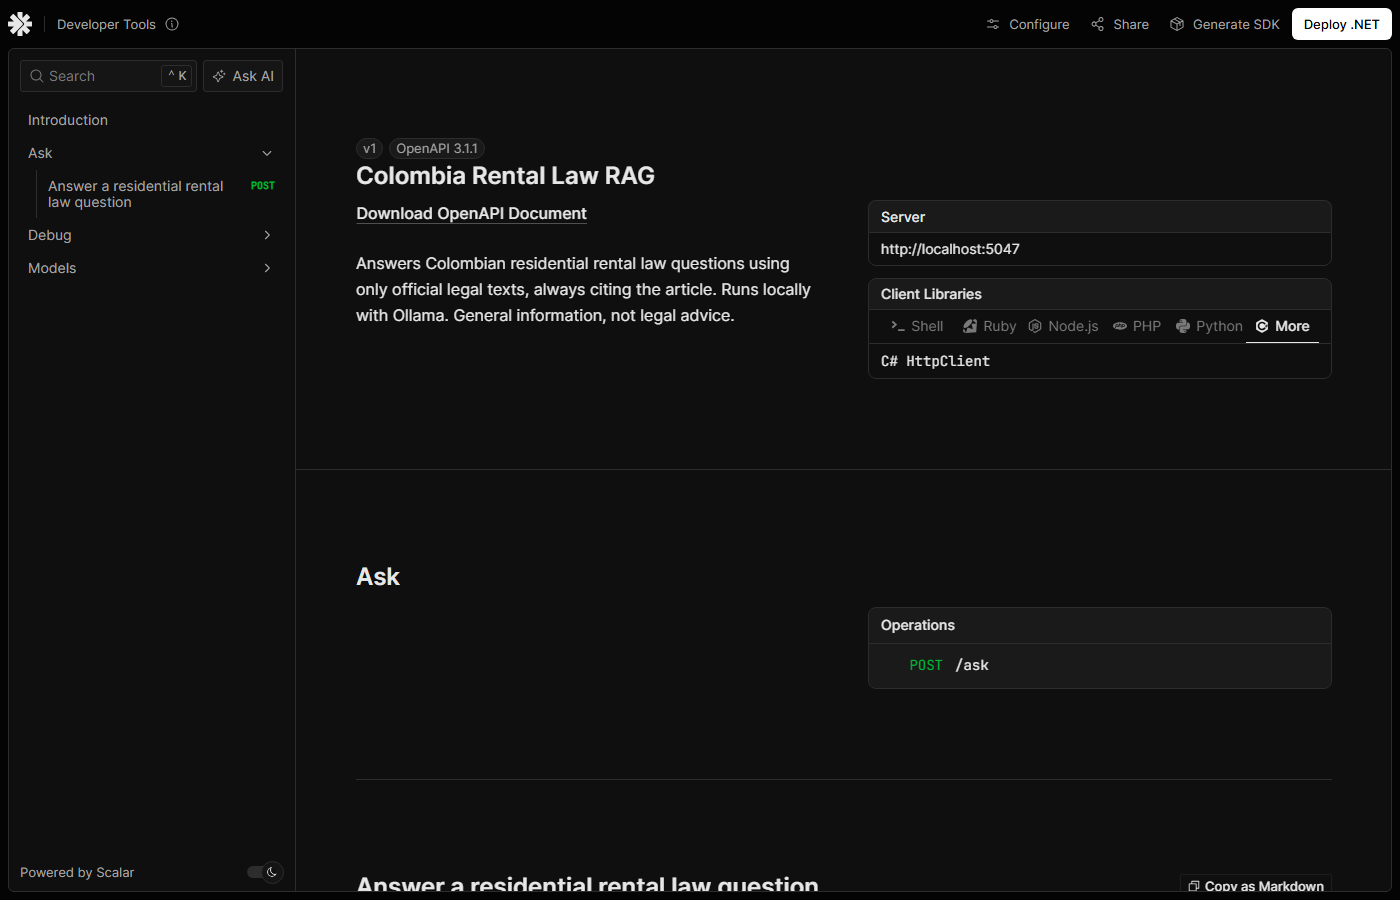 Developer Tools
Configure
Share
Generate SDK
Deploy .NET
Search
^ K
Ask AI
Introduction
Ask
Answer a residential rental law question
POST
Debug
Models
Powered by Scalar
v1
OpenAPI 3.1.1
Colombia Rental Law RAG
Download OpenAPI Document
Answers Colombian residential rental law questions using
only official legal texts, always citing the article. Runs locally
with Ollama. General information, not legal advice.
Server
http://localhost:5047
Client Libraries
Shell
Ruby
Node.js
PHP
Python
More
C# HttpClient
Ask
Operations
POST /ask
Answer a residential rental law question
Copy as Markdown